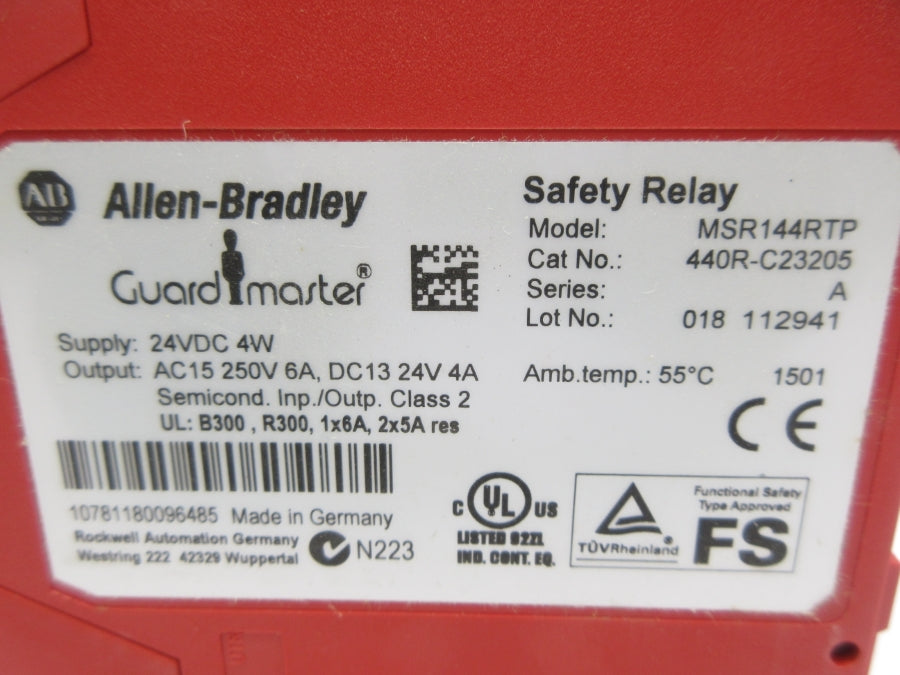 AB Allen-Bradley
Guardmaster®
Safety Relay
Model: MSR144RTP
Cat No.: 440R-C23205
Series: A
Lot No.: 018 112941
Supply: 24VDC 4W
Output: AC15 250V 6A, DC13 24V 4A
Semicond. Inp./Outp. Class 2
UL: B300 , R300, 1x6A, 2x5A res
Amb.temp.: 55°C 1501
CE
10781180096485 Made in Germany
Rockwell Automation Germany
Westring 222 42329 Wuppertal
N223
C UL US
LISTED 62ZL
IND. CONT. EQ.
TÜVRheinland
Functional Safety
Type Approved
FS